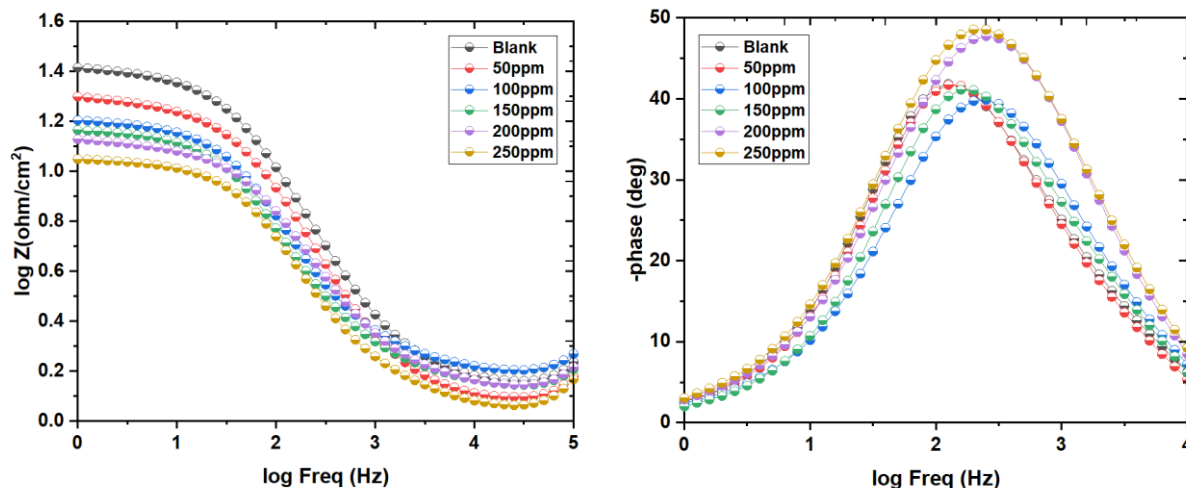 1.6
1.4
1.2
1.0
0.8
0.6
0.4
0.2
0.0
0
1
2
3
4
5
log Z(ohm/cm²)
log Freq (Hz)
Blank
50ppm
100ppm
150ppm
200ppm
250ppm
50
40
30
20
10
0
0
1
2
3
4
-phase (deg)
log Freq (Hz)
Blank
50ppm
100ppm
150ppm
200ppm
250ppm